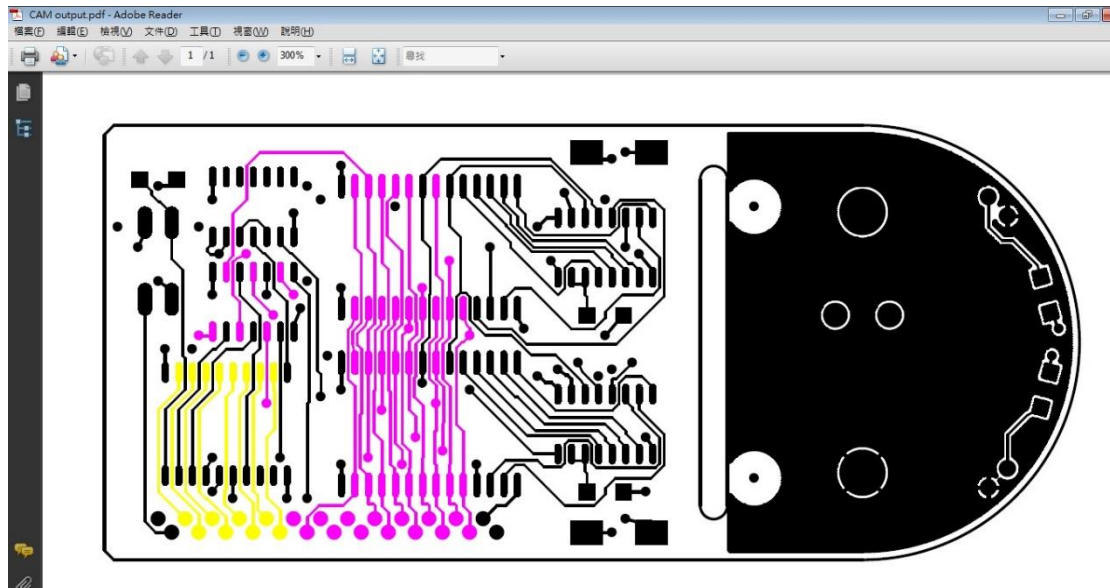 CAM output.pdf - Adobe Reader
檔案(F) 編輯(E) 檢視(V) 文件(D) 工具(T) 視窗(W) 說明(H)
1 / 1 300% 尋找